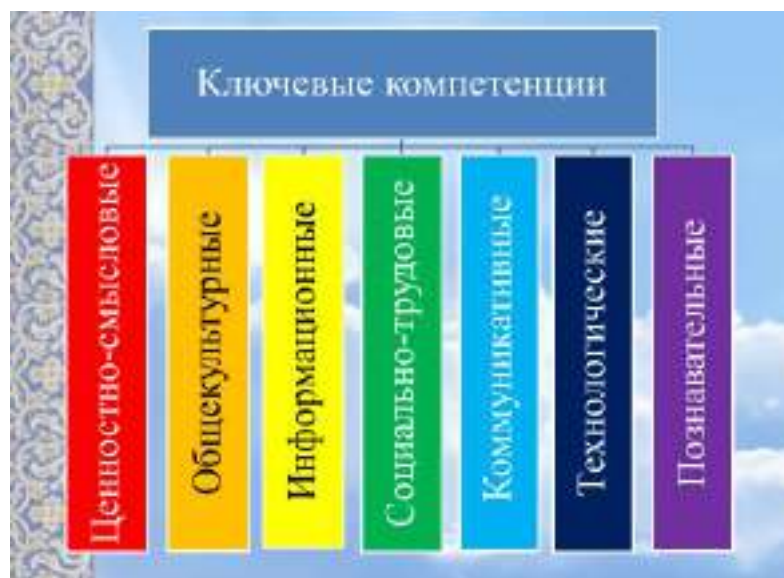 Ключевые компетенции
Ценностно-смысловые
Общекультурные
Информационные
Социально-трудовые
Коммуникативные
Технологические
Познавательные